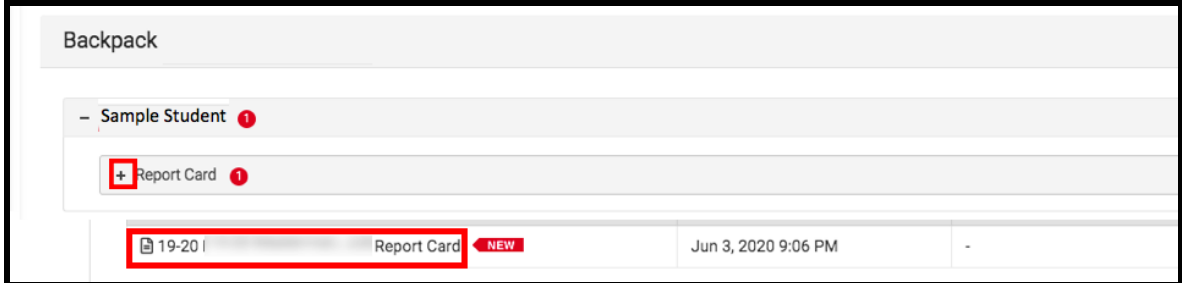 Backpack
– Sample Student 1
+ Report Card 1
19-20 Report Card NEW Jun 3, 2020 9:06 PM -